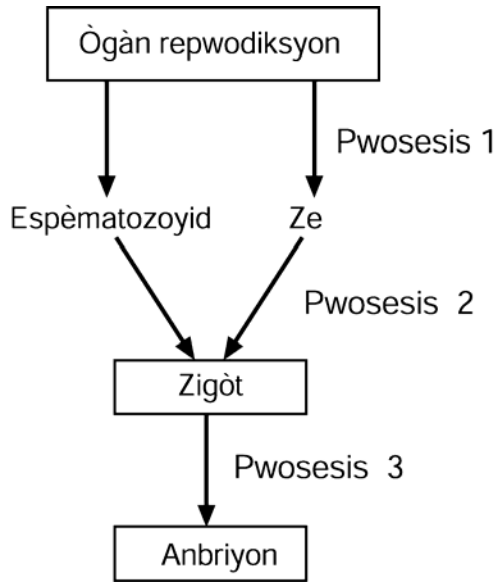 Ògàn repwodiksyon
Pwosesis 1
Espèmatozoyid
Ze
Pwosesis 2
Zigòt
Pwosesis 3
Anbriyon